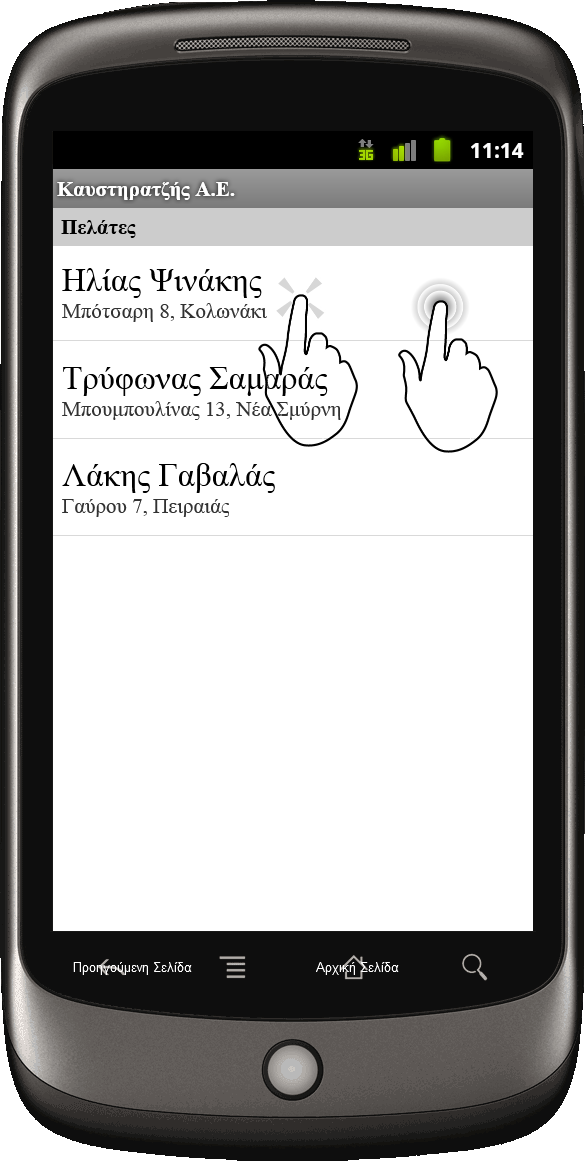 3G 11:14
Καυστηρατζής Α.Ε.
Πελάτες
Ηλίας Ψινάκης
Μπότσαρη 8, Κολωνάκι
Τρύφωνας Σαμαράς
Μπουμπουλίνας 13, Νέα Σμύρνη
Λάκης Γαβαλάς
Γαύρου 7, Πειραιάς
Προηγούμενη Σελίδα Αρχική Σελίδα